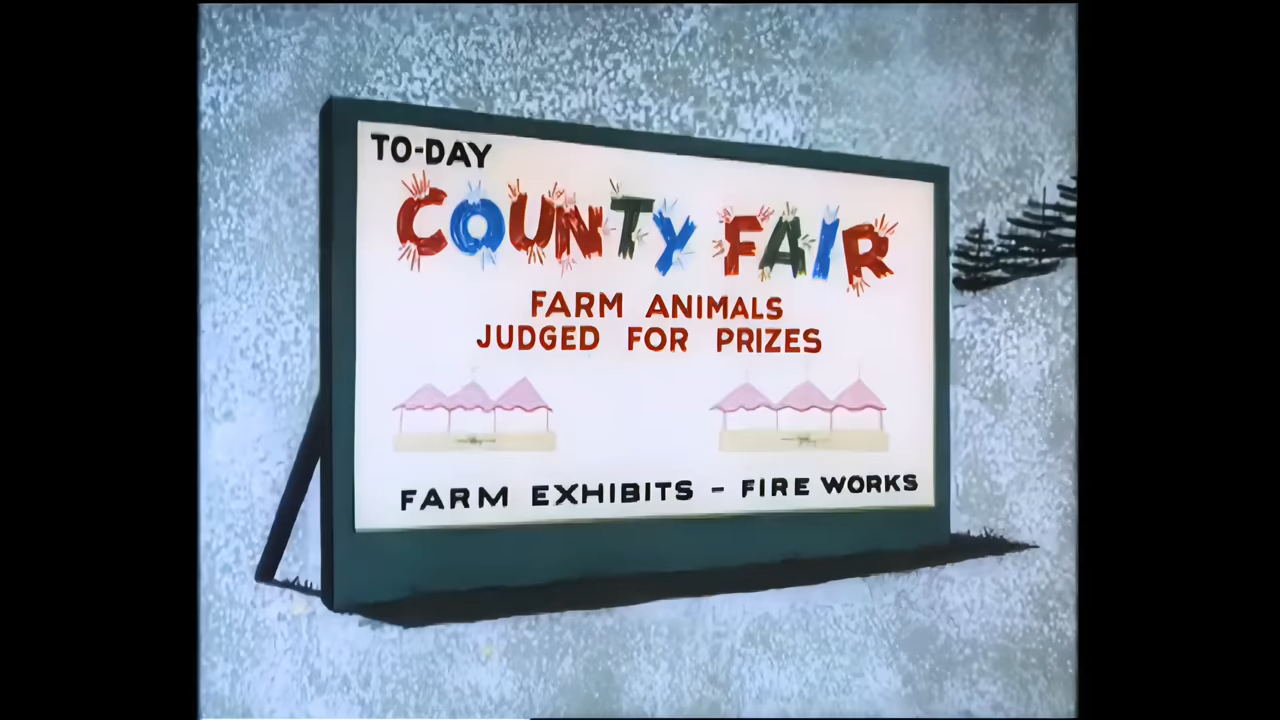 TO-DAY
COUNTY FAIR
FARM ANIMALS
JUDGED FOR PRIZES
FARM EXHIBITS - FIRE WORKS